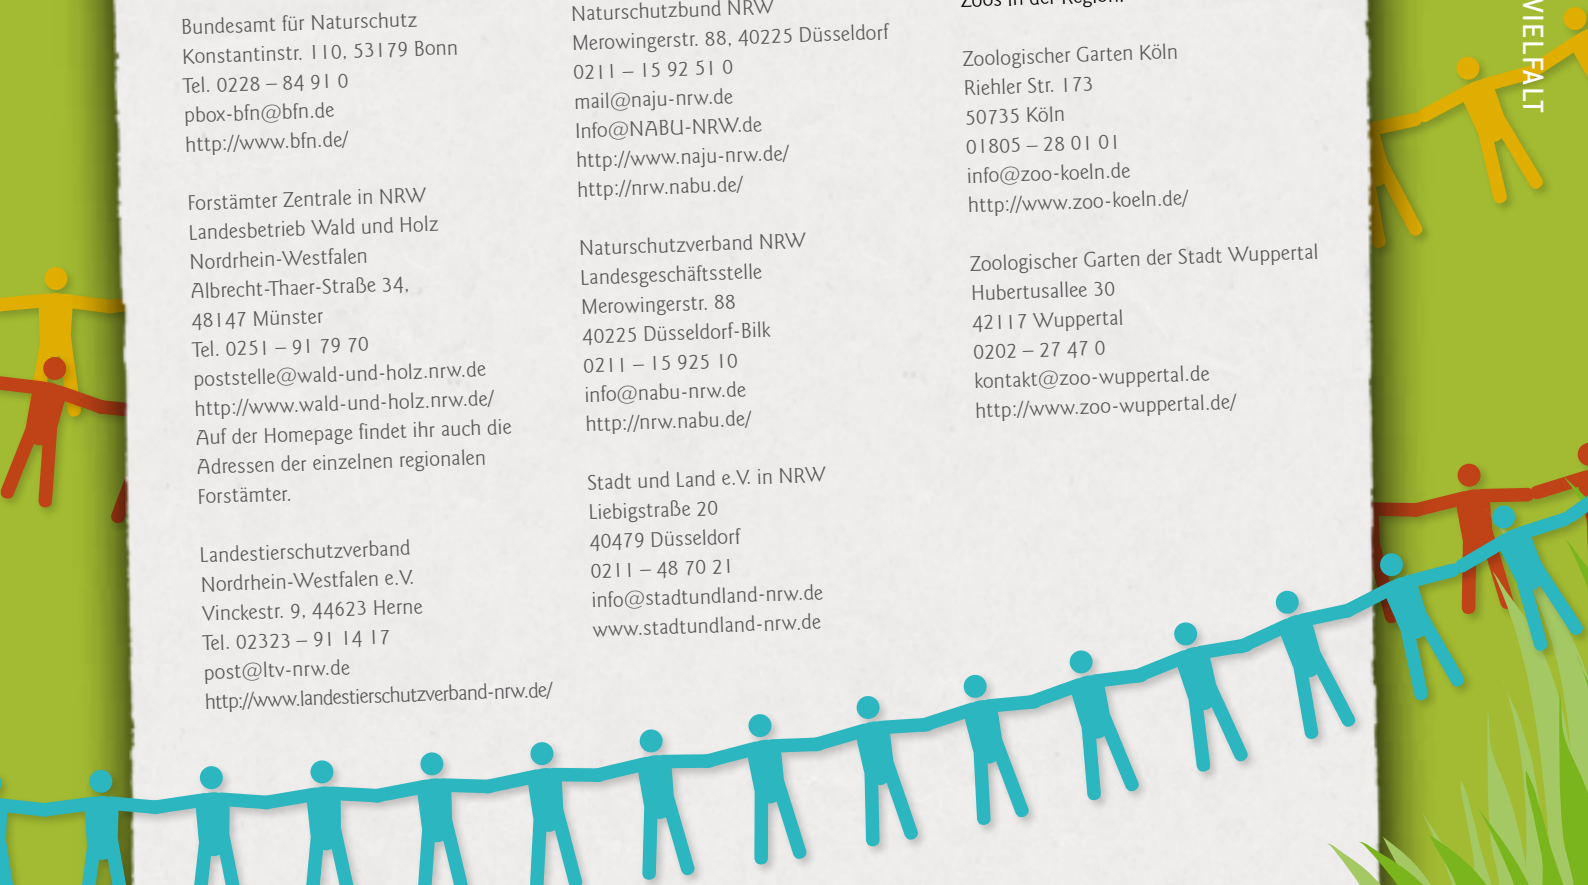 Bundesamt für Naturschutz
Konstantinstr. 110, 53179 Bonn
Tel. 0228 – 84 91 0
pbox-bfn@bfn.de
http://www.bfn.de/
Forstämter Zentrale in NRW
Landesbetrieb Wald und Holz
Nordrhein-Westfalen
Albrecht-Thaer-Straße 34,
48147 Münster
Tel. 0251 – 91 79 70
poststelle@wald-und-holz.nrw.de
http://www.wald-und-holz.nrw.de/
Auf der Homepage findet ihr auch die
Adressen der einzelnen regionalen
Forstämter.
Landestierschutzverband
Nordrhein-Westfalen e.V.
Vinckestr. 9, 44623 Herne
Tel. 02323 – 91 14 17
post@ltv-nrw.de
http://www.landestierschutzverband-nrw.de/
Naturschutzbund NRW
Merowingerstr. 88, 40225 Düsseldorf
0211 – 15 92 51 0
mail@naju-nrw.de
Info@NABU-NRW.de
http://www.naju-nrw.de/
http://nrw.nabu.de/
Naturschutzverband NRW
Landesgeschäftsstelle
Merowingerstr. 88
40225 Düsseldorf-Bilk
0211 – 15 925 10
info@nabu-nrw.de
http://nrw.nabu.de/
Stadt und Land e.V. in NRW
Liebigstraße 20
40479 Düsseldorf
0211 – 48 70 21
info@stadtundland-nrw.de
www.stadtundland-nrw.de
Zoos in der Region:
Zoologischer Garten Köln
Riehler Str. 173
50735 Köln
01805 – 28 01 01
info@zoo-koeln.de
http://www.zoo-koeln.de/
Zoologischer Garten der Stadt Wuppertal
Hubertusallee 30
42117 Wuppertal
0202 – 27 47 0
kontakt@zoo-wuppertal.de
http://www.zoo-wuppertal.de/
VIELFALT